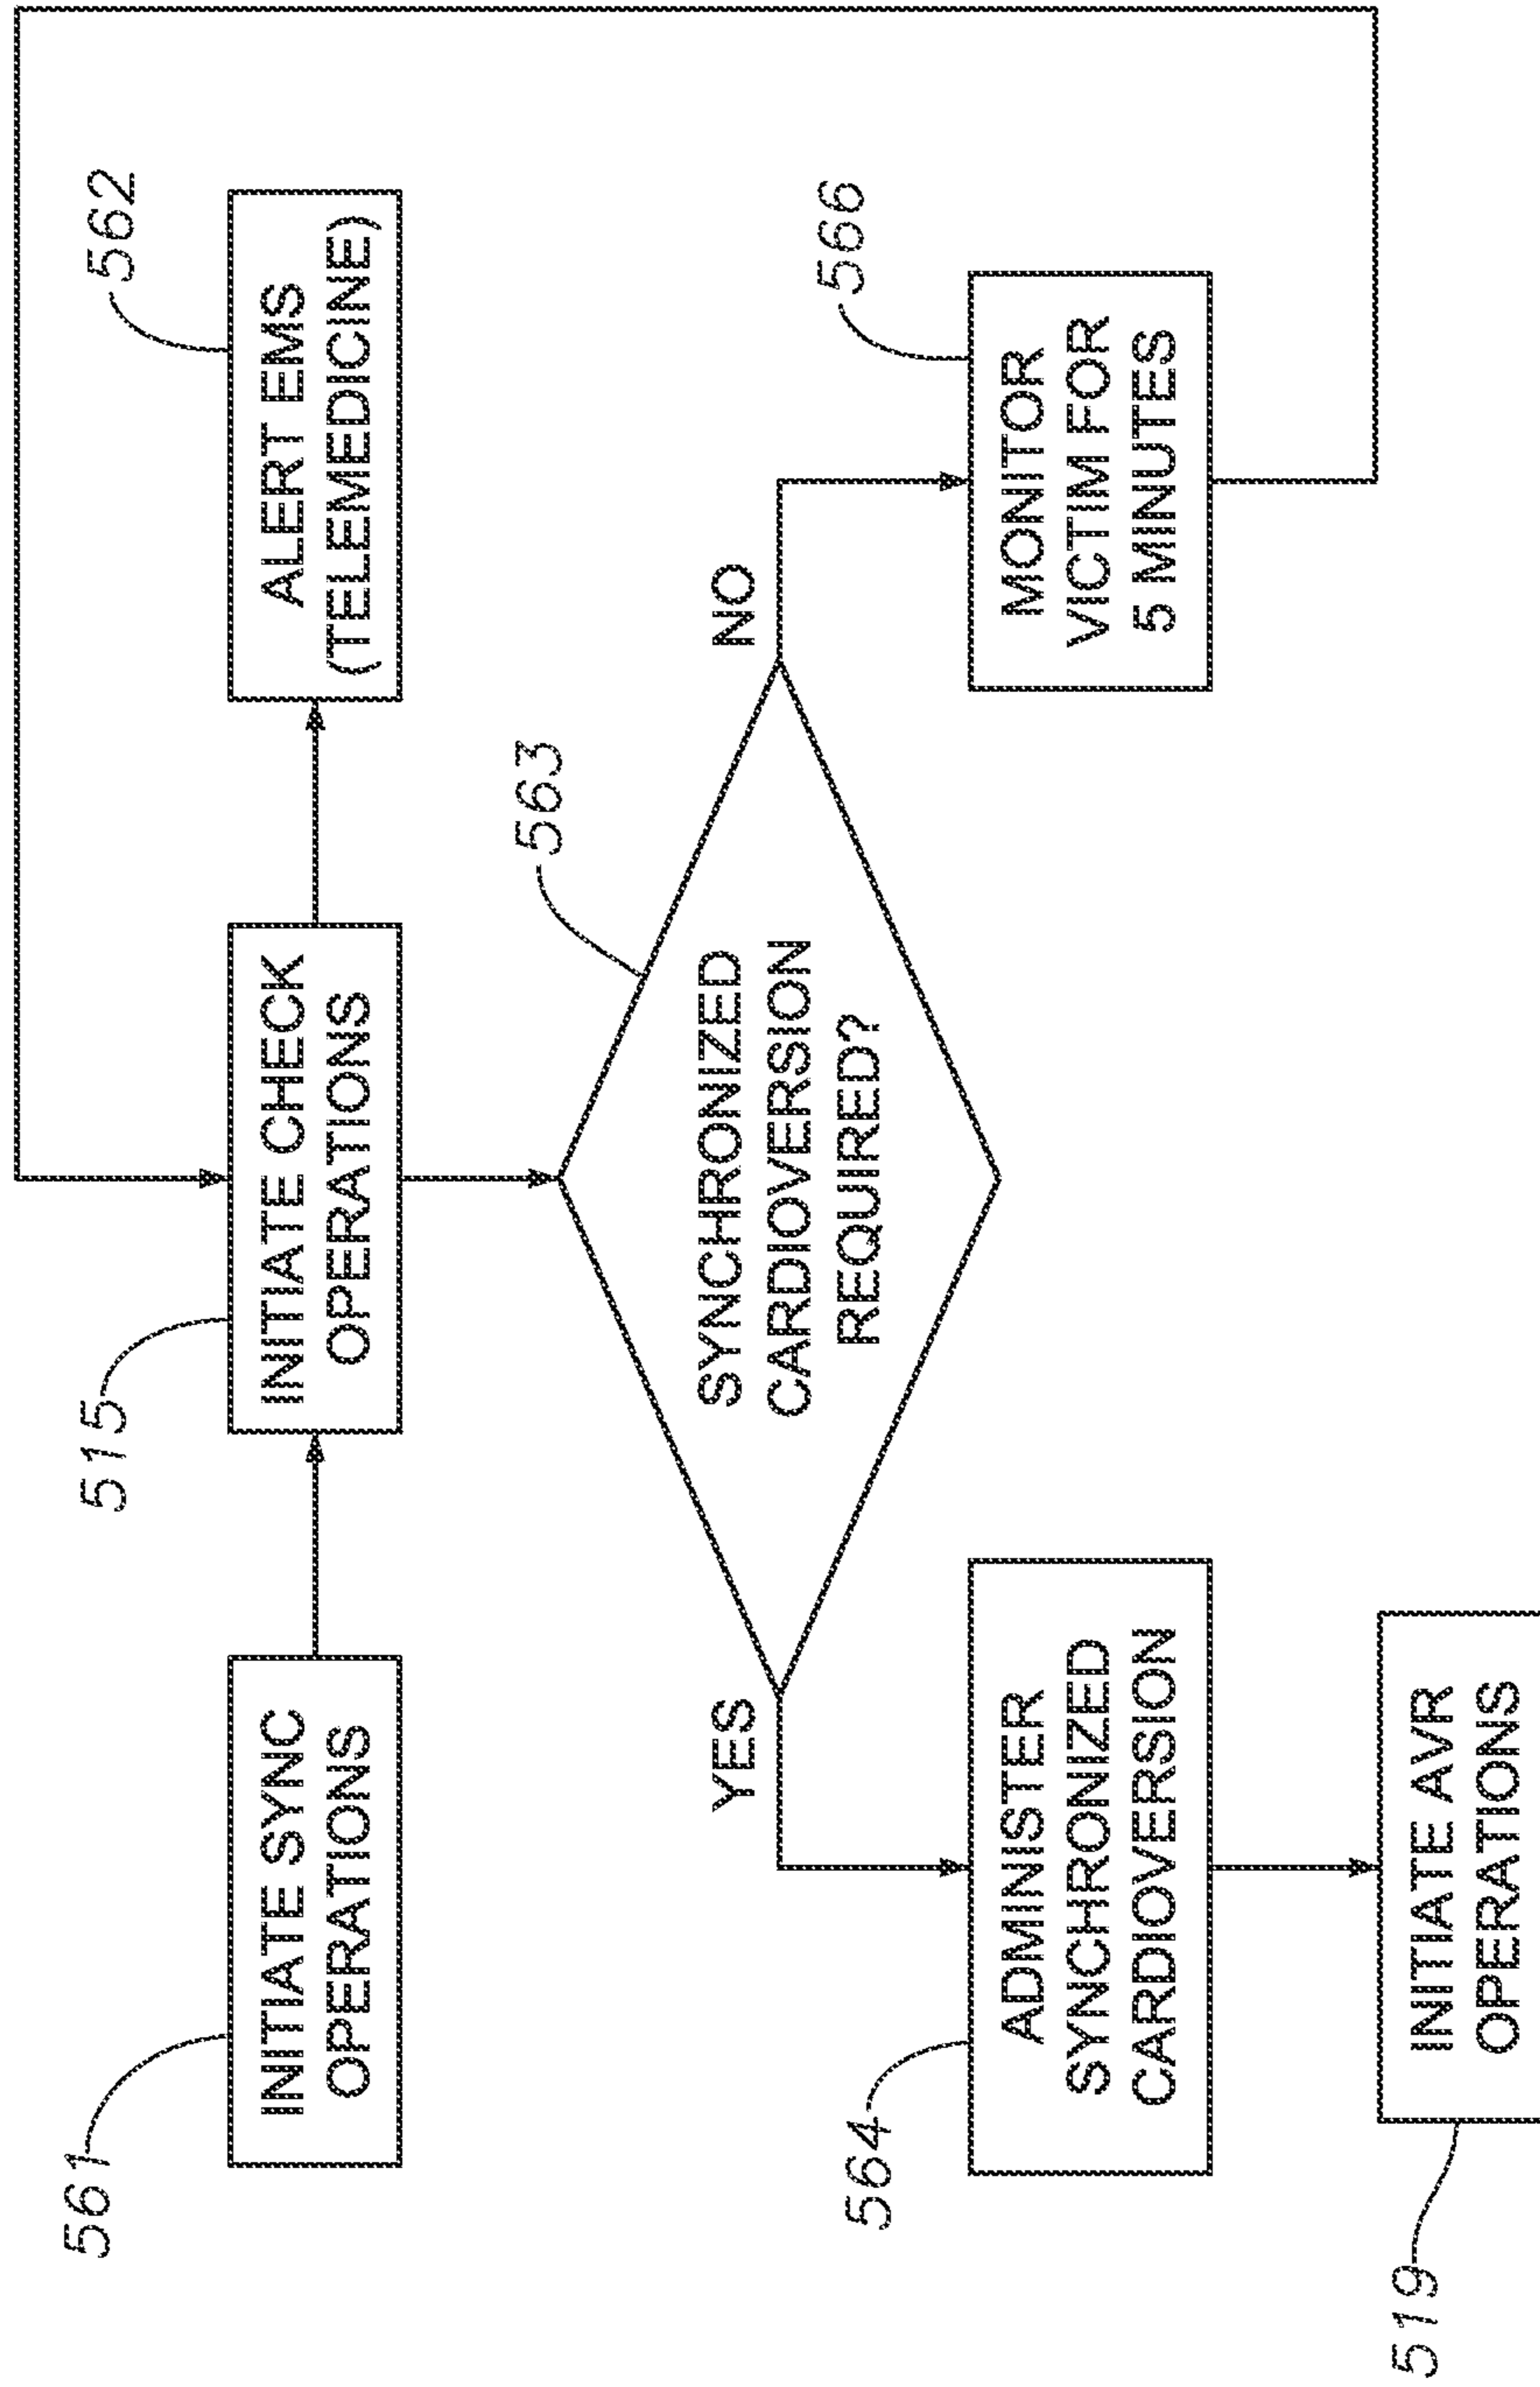 561
INITIATE SYNC
OPERATIONS
515
INITIATE CHECK
OPERATIONS
562
ALERT EMS
(TELEMEDICINE)
563
SYNCHRONIZED
CARDIOVERSION
REQUIRED?
YES
NO
564
ADMINISTER
SYNCHRONIZED
CARDIOVERSION
566
MONITOR
VICTIM FOR
5 MINUTES
519
INITIATE AVR
OPERATIONS